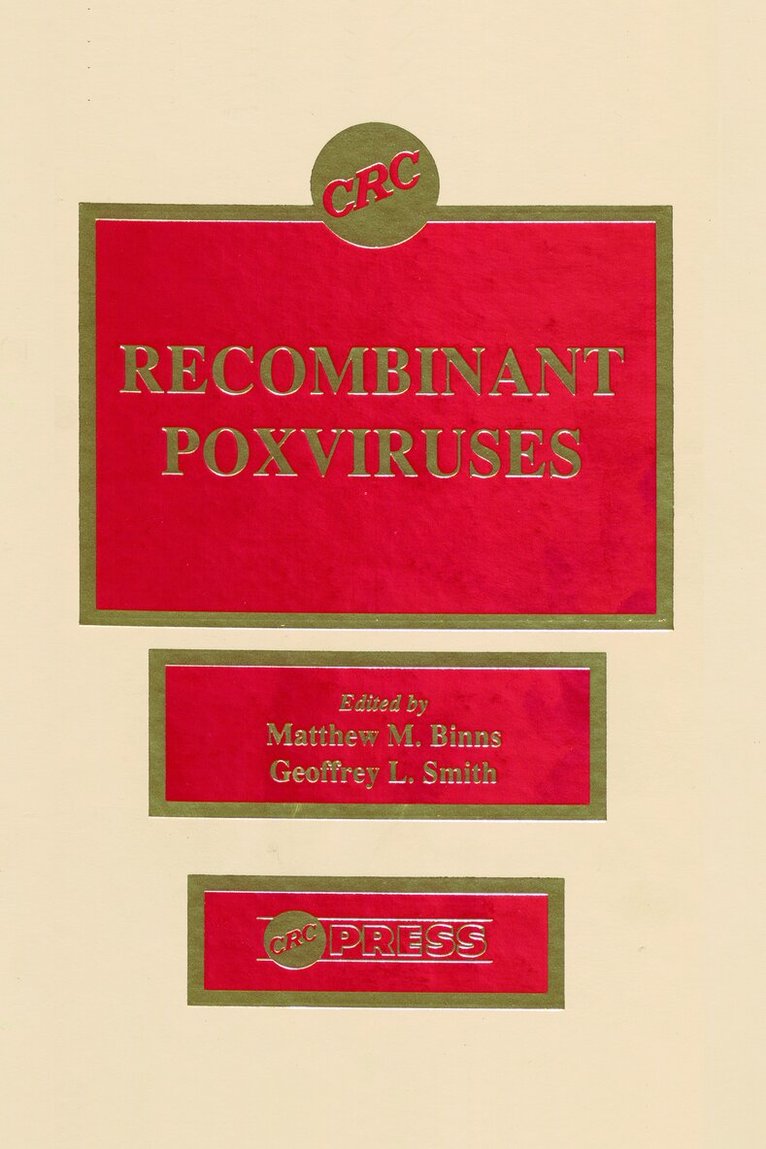 CRC
RECOMBINANT
POXVIRUSES
Edited by
Matthew M. Binns
Geoffrey L. Smith
CRC PRESS